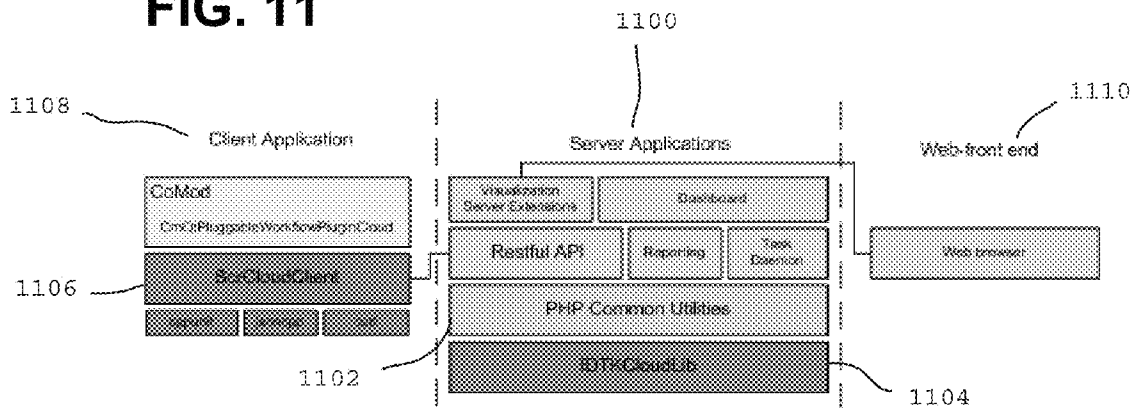 FIG. 11
1100
1108
1110
Client Application
Server Applications
Web-front end
CoMod
Visualization
Server Extensions
Dashboard
CmGsPluggableWorkflowPluginCloud
Restful API
Reporting
Task
Daemon
Web browser
1106
PHP Common Utilities
1102
1104